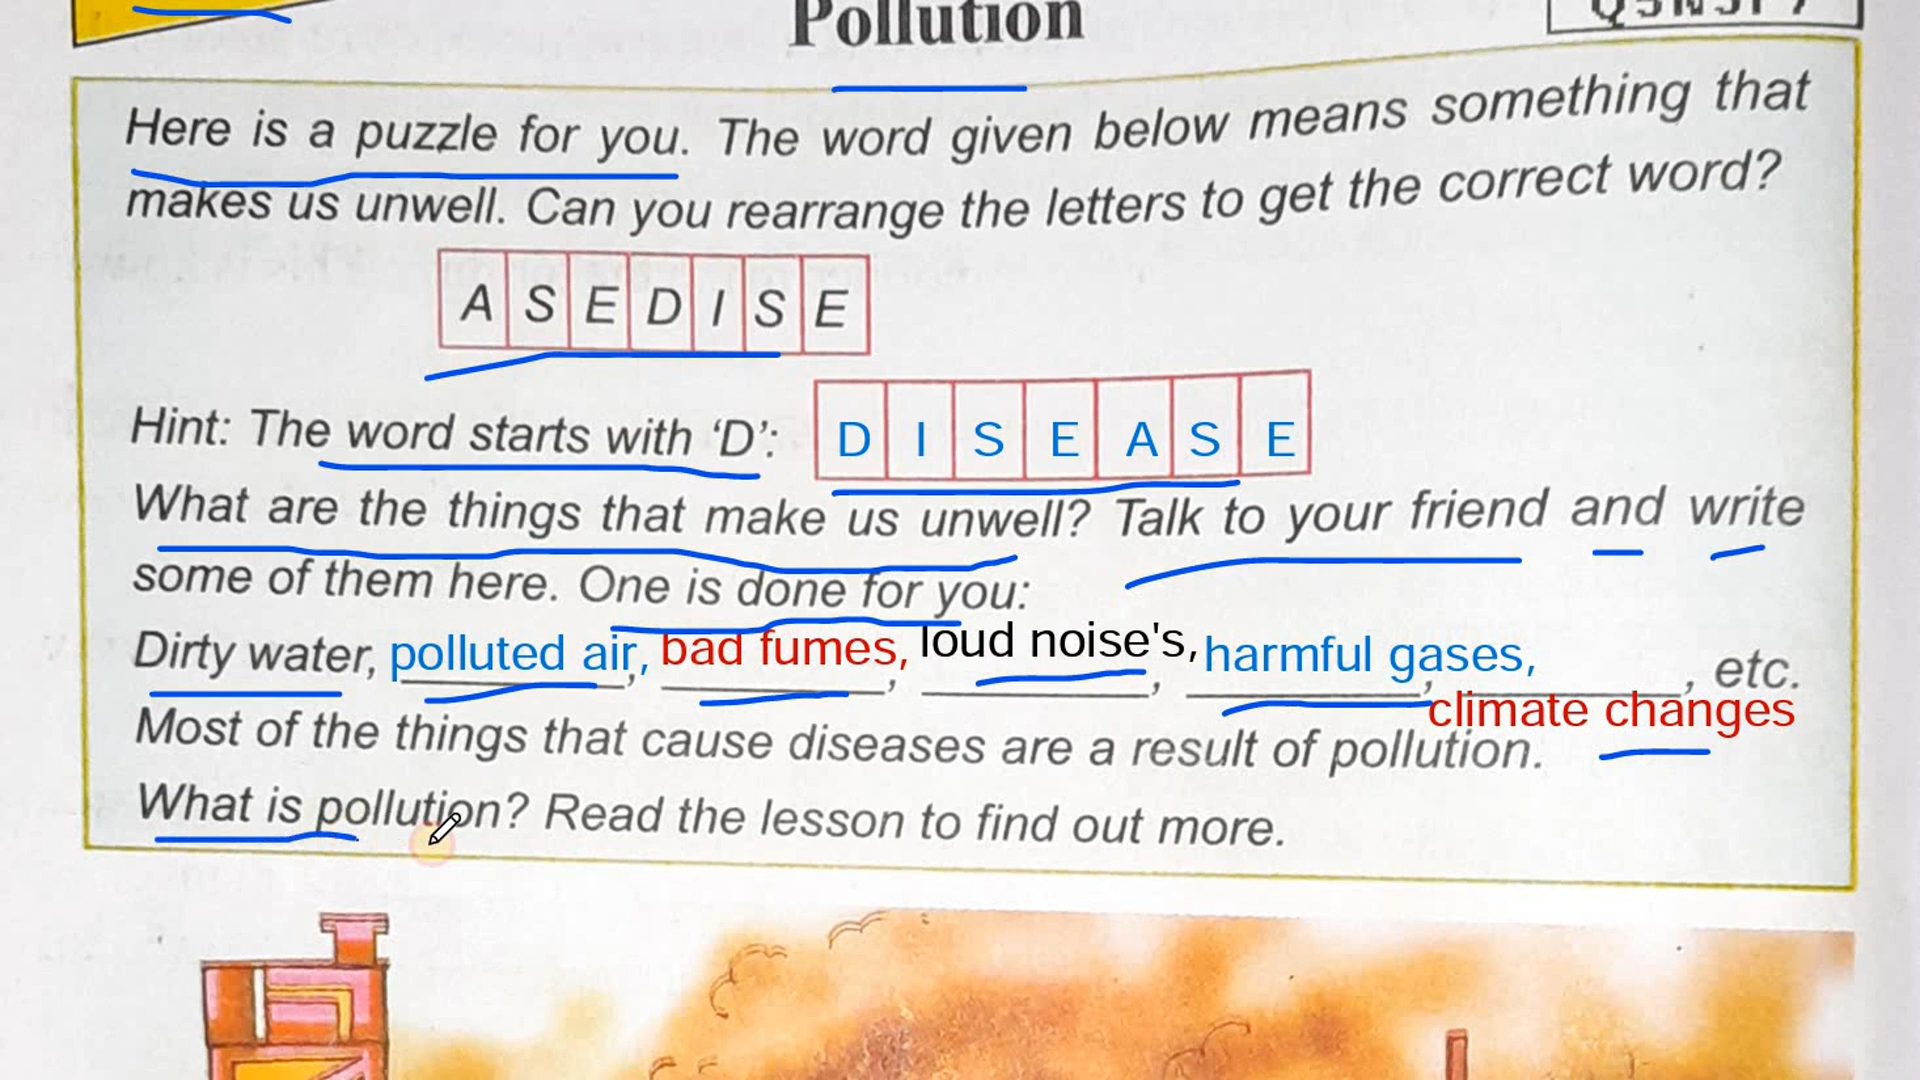 Pollution
Here is a puzzle for you. The word given below means something that
makes us unwell. Can you rearrange the letters to get the correct word?
A S E D I S E
Hint: The word starts with ‘D’: D I S E A S E
What are the things that make us unwell? Talk to your friend and write
some of them here. One is done for you:
Dirty water, polluted air, bad fumes, loud noise's, harmful gases, , etc.
climate changes
Most of the things that cause diseases are a result of pollution.
What is pollution? Read the lesson to find out more.